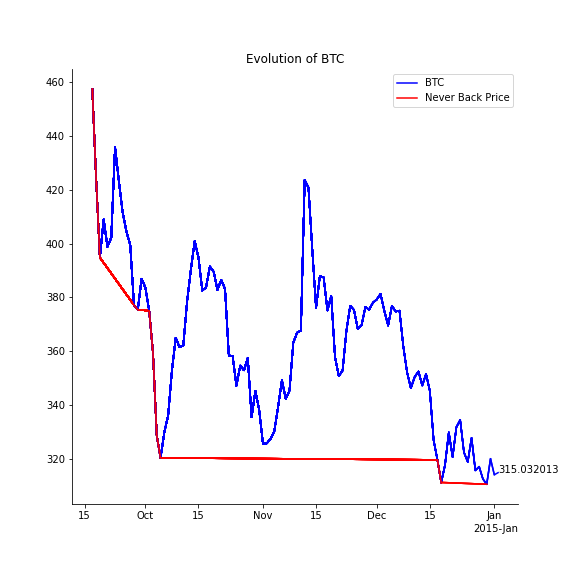 Evolution of BTC
BTC
Never Back Price
460
440
420
400
380
360
340
320
315.032013
15
Oct
15
Nov
15
Dec
15
Jan
2015-Jan